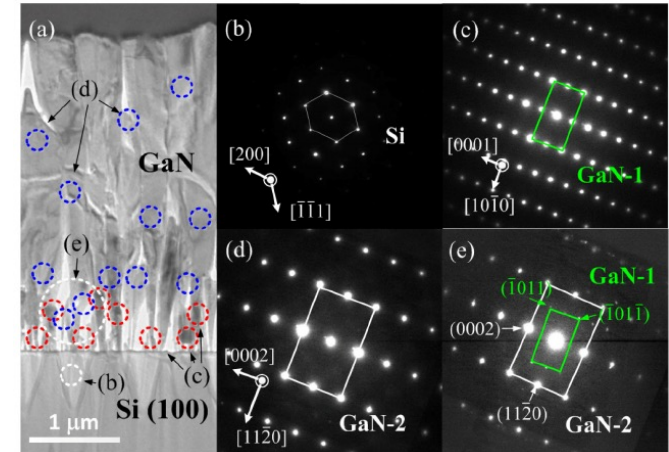 (a)
(d)
GaN
(e)
(c)
(b)
Si (100)
1 μm
(b)
Si
[200]
[1̄1̄1]
(c)
[0001]
[101̄0]
GaN-1
(d)
[0002]
[112̄0]
GaN-2
(e)
GaN-1
(1̄011)
(1̄011̄)
(0002)
(112̄0)
GaN-2